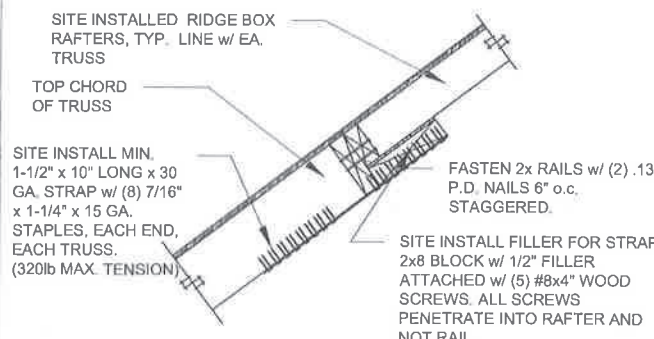 SITE INSTALLED RIDGE BOX
RAFTERS, TYP. LINE w/ EA.
TRUSS
TOP CHORD
OF TRUSS
SITE INSTALL MIN.
1-1/2" x 10" LONG x 30
GA. STRAP w/ (8) 7/16"
x 1-1/4" x 15 GA.
STAPLES, EACH END,
EACH TRUSS.
(320lb MAX. TENSION)
FASTEN 2x RAILS w/ (2) .13
P.D. NAILS 6" o.c.
STAGGERED.
SITE INSTALL FILLER FOR STRAP
2x8 BLOCK w/ 1/2" FILLER
ATTACHED w/ (5) #8x4" WOOD
SCREWS. ALL SCREWS
PENETRATE INTO RAFTER AND
NOT RAIL